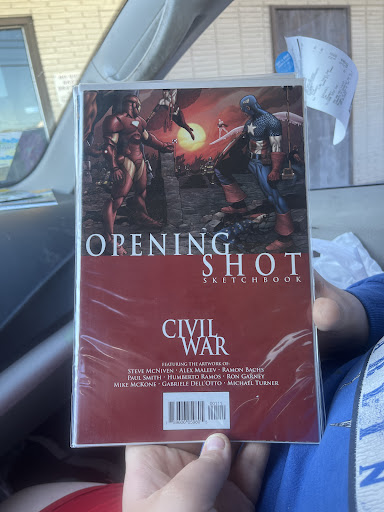 OPENING
SHOT
SKETCHBOOK
CIVIL
WAR
FEATURING THE ARTWORK OF:
STEVE MCNIVEN · ALEX MALEEV · RAMON BACHS
PAUL SMITH · HUMBERTO RAMOS · RON GARNEY
MIKE MCKONE · GABRIELE DELL'OTTO · MICHAEL TURNER